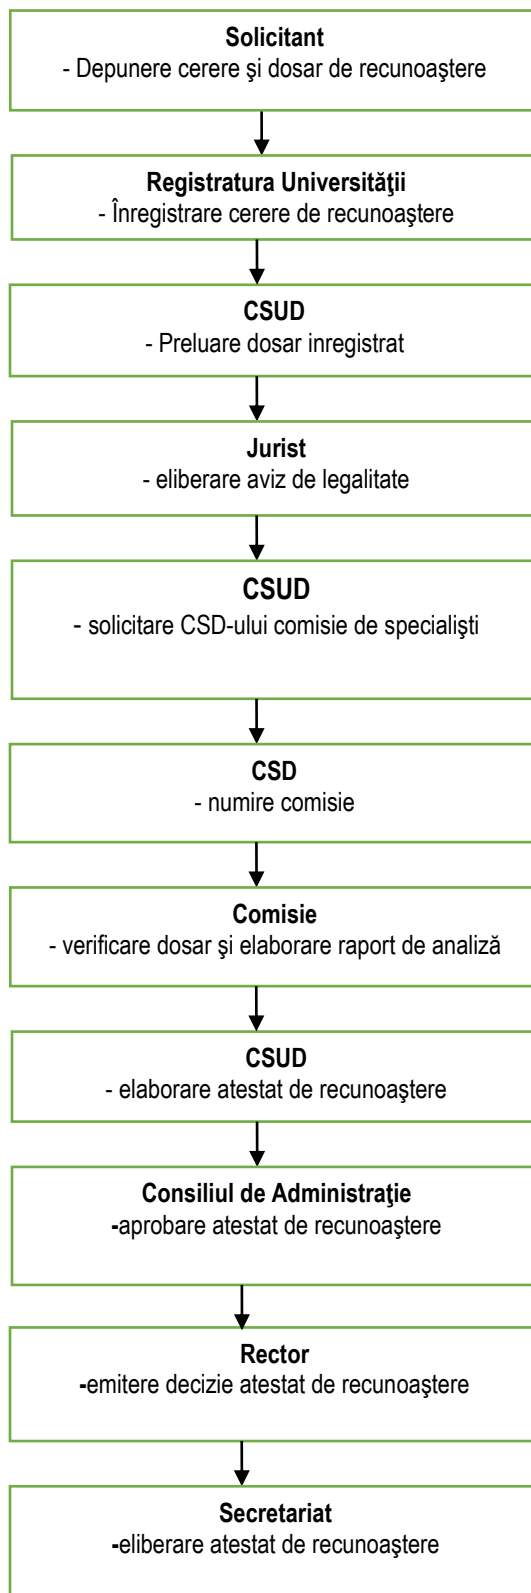 Solicitant
- Depunere cerere şi dosar de recunoaştere
Registratura Universităţii
- Înregistrare cerere de recunoaştere
CSUD
- Preluare dosar inregistrat
Jurist
- eliberare aviz de legalitate
CSUD
- solicitare CSD-ului comisie de specialişti
CSD
- numire comisie
Comisie
- verificare dosar şi elaborare raport de analiză
CSUD
- elaborare atestat de recunoaştere
Consiliul de Administraţie
-aprobare atestat de recunoaştere
Rector
-emitere decizie atestat de recunoaştere
Secretariat
-eliberare atestat de recunoaştere